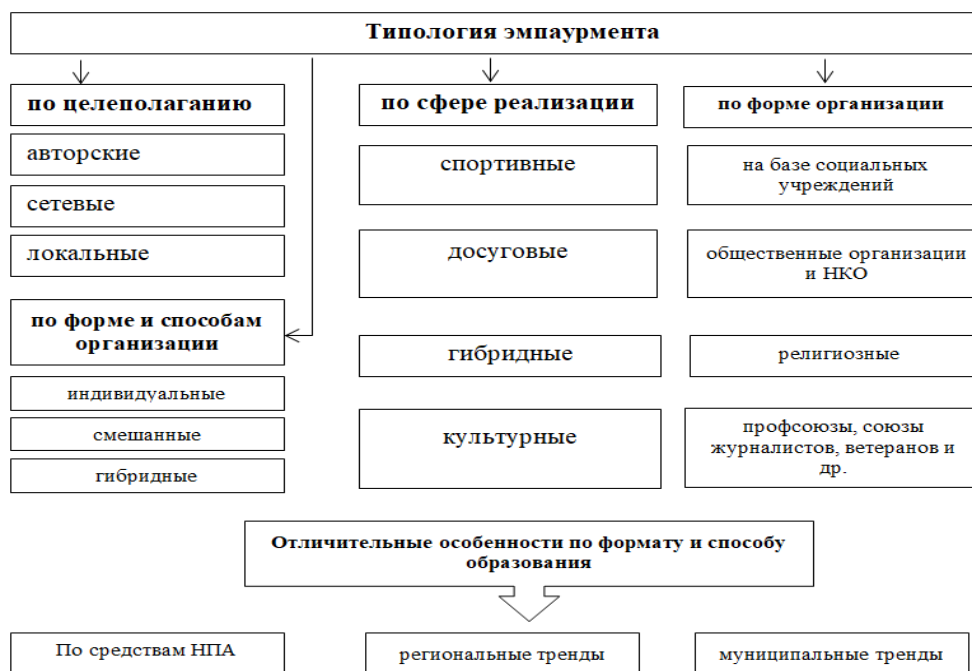 Типология эмпаурмента
по целеполаганию
авторские
сетевые
локальные
по форме и способам
организации
индивидуальные
смешанные
гибридные
по сфере реализации
спортивные
досуговые
гибридные
культурные
по форме организации
на базе социальных
учреждений
общественные организации
и НКО
религиозные
профсоюзы, союзы
журналистов, ветеранов и
др.
Отличительные особенности по формату и способу
образования
По средствам НПА
региональные тренды
муниципальные тренды